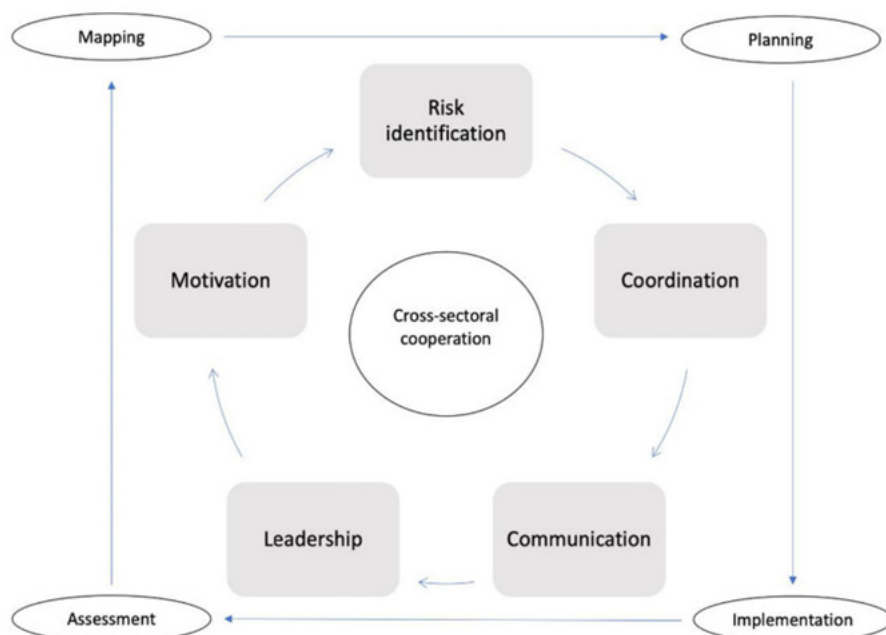 Mapping
Planning
Risk
identification
Motivation
Coordination
Cross-sectoral
cooperation
Leadership
Communication
Assessment
Implementation